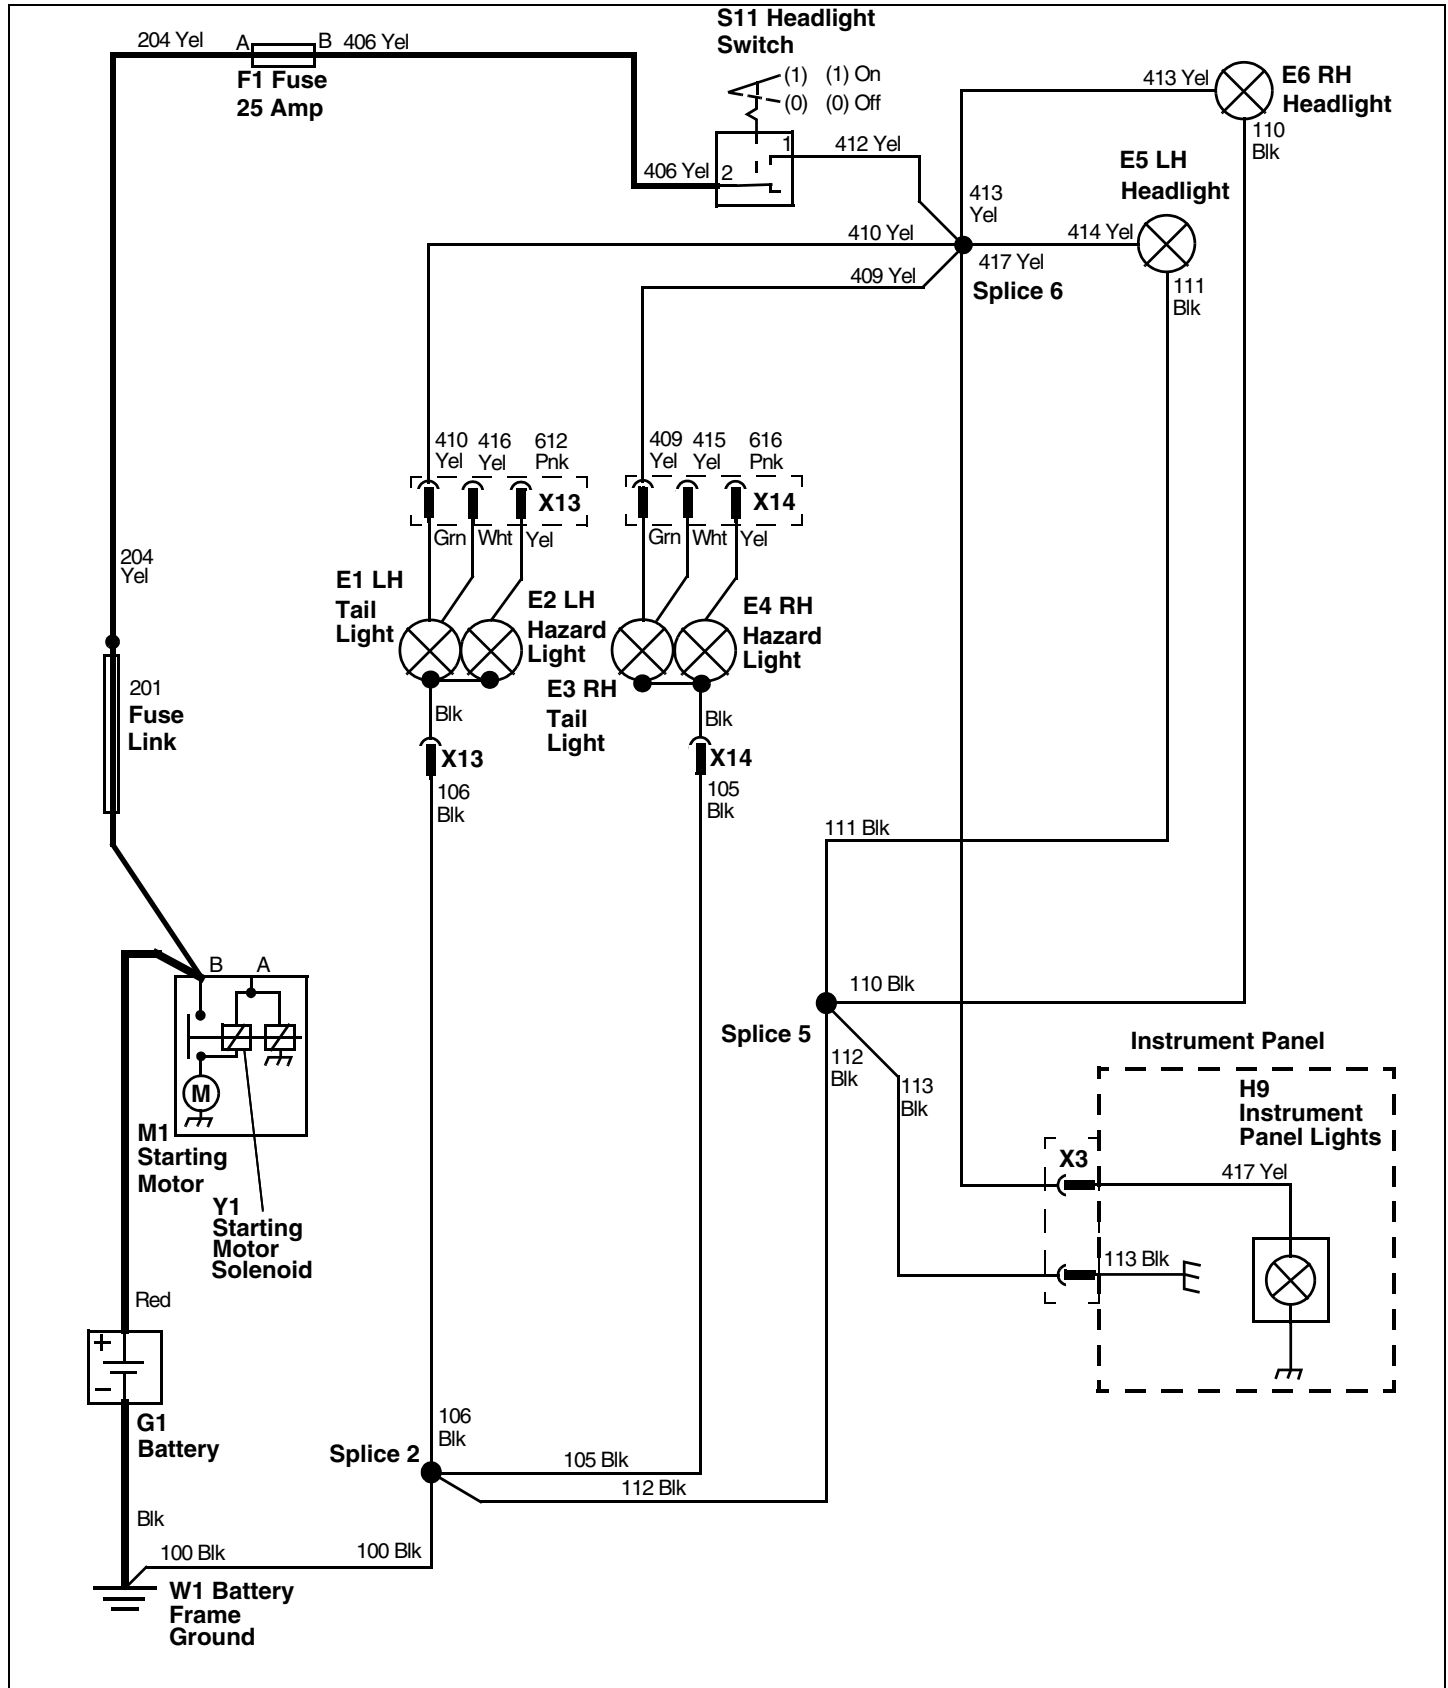 S11 Headlight
Switch
(1) (1) On
(0) (0) Off
204 Yel
A
B
406 Yel
F1 Fuse
25 Amp
413 Yel
E6 RH
Headlight
110
Blk
1
412 Yel
406 Yel
2
E5 LH
Headlight
413
Yel
410 Yel
414 Yel
417 Yel
409 Yel
Splice 6
111
Blk
410
Yel
416
Yel
612
Pnk
409
Yel
415
Yel
616
Pnk
X13
X14
Grn
Wht
Yel
Grn
Wht
Yel
204
Yel
E1 LH
Tail
Light
E2 LH
Hazard
Light
E4 RH
Hazard
Light
E3 RH
Tail
Light
201
Fuse
Link
Blk
X13
106
Blk
Blk
X14
105
Blk
111 Blk
B
A
110 Blk
Splice 5
112
Blk
113
Blk
M
M1
Starting
Motor
Y1
Starting
Motor
Solenoid
Instrument Panel
H9
Instrument
Panel Lights
X3
417 Yel
113 Blk
Red
+
–
G1
Battery
106
Blk
Splice 2
105 Blk
112 Blk
Blk
100 Blk
100 Blk
W1 Battery
Frame
Ground